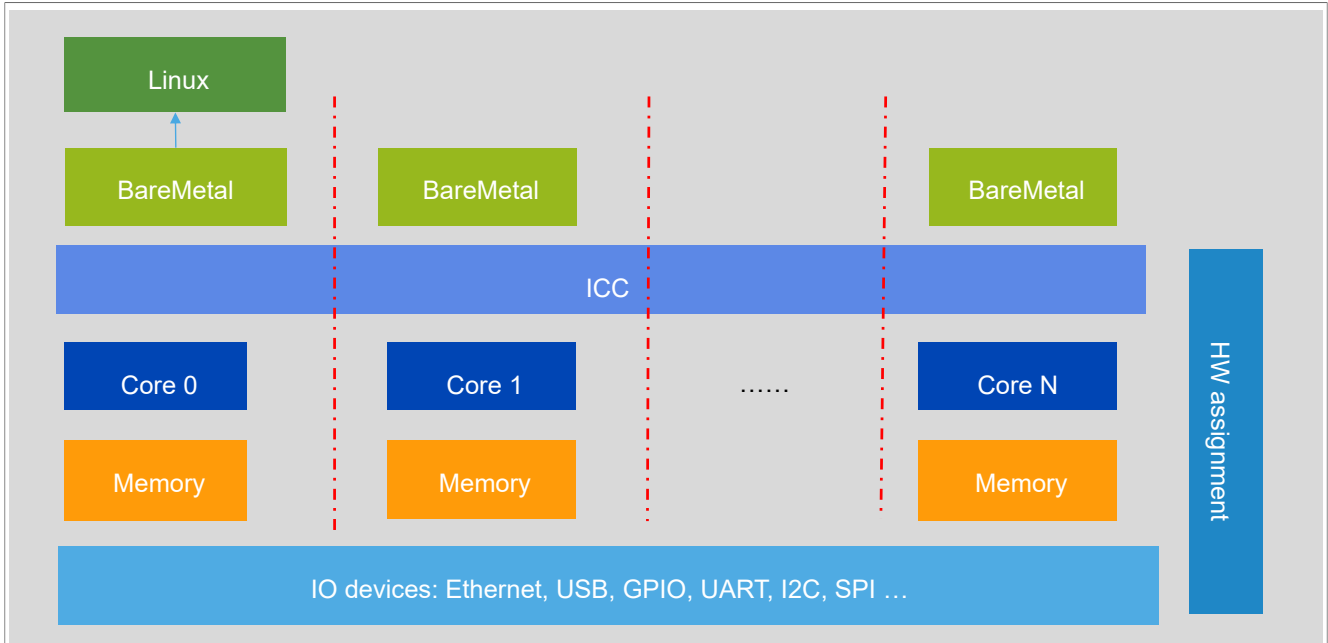 Linux
BareMetal
BareMetal
BareMetal
ICC
Core 0
Core 1
......
Core N
Memory
Memory
Memory
HW assignment
IO devices: Ethernet, USB, GPIO, UART, I2C, SPI …